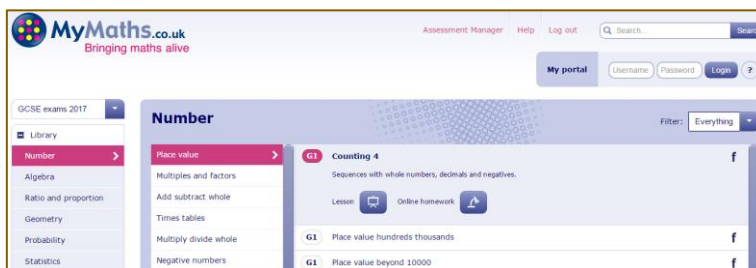 MyMaths.co.uk
Bringing maths alive
Assessment Manager Help Log out Search...
My portal Username Password Login ?
GCSE exams 2017
Library
Number
Algebra
Ratio and proportion
Geometry
Probability
Statistics
Number
Filter: Everything
Place value
Multiples and factors
Add subtract whole
Times tables
Multiply divide whole
Negative numbers
G1 Counting 4 f
Sequences with whole numbers, decimals and negatives.
Lesson Online homework
G1 Place value hundreds thousands f
G1 Place value beyond 10000 f